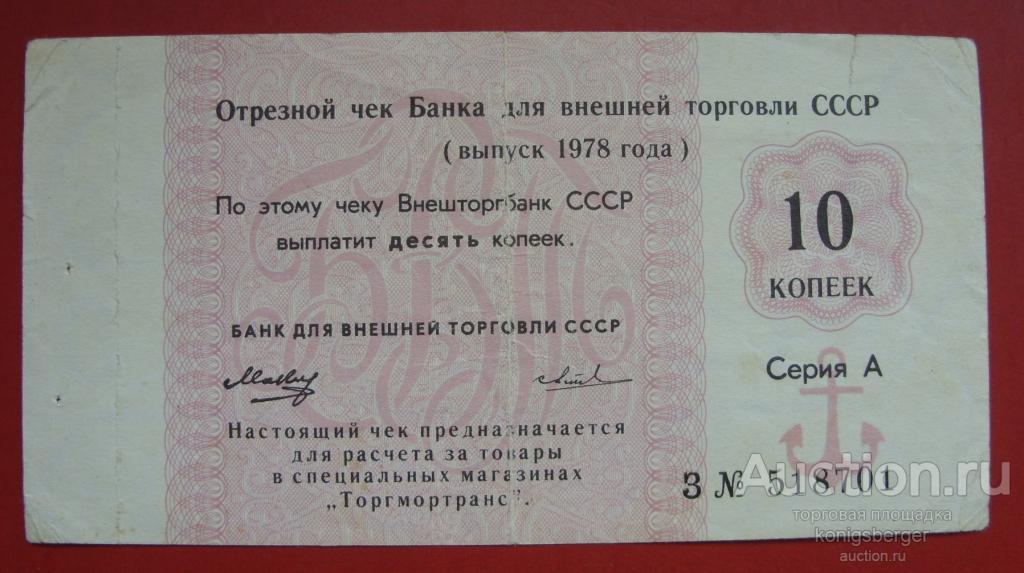 Отрезной чек Банка для внешней торговли СССР
( выпуск 1978 года )
По этому чеку Внешторгбанк СССР
выплатит десять копеек.
10
КОПЕЕК
БАНК ДЛЯ ВНЕШНЕЙ ТОРГОВЛИ СССР
Серия А
Настоящий чек предназначается
для расчета за товары
в специальных магазинах
„Торгмортранс".
З № 518701
Auction.ru
торговая площадка
konigsberger
auction.ru